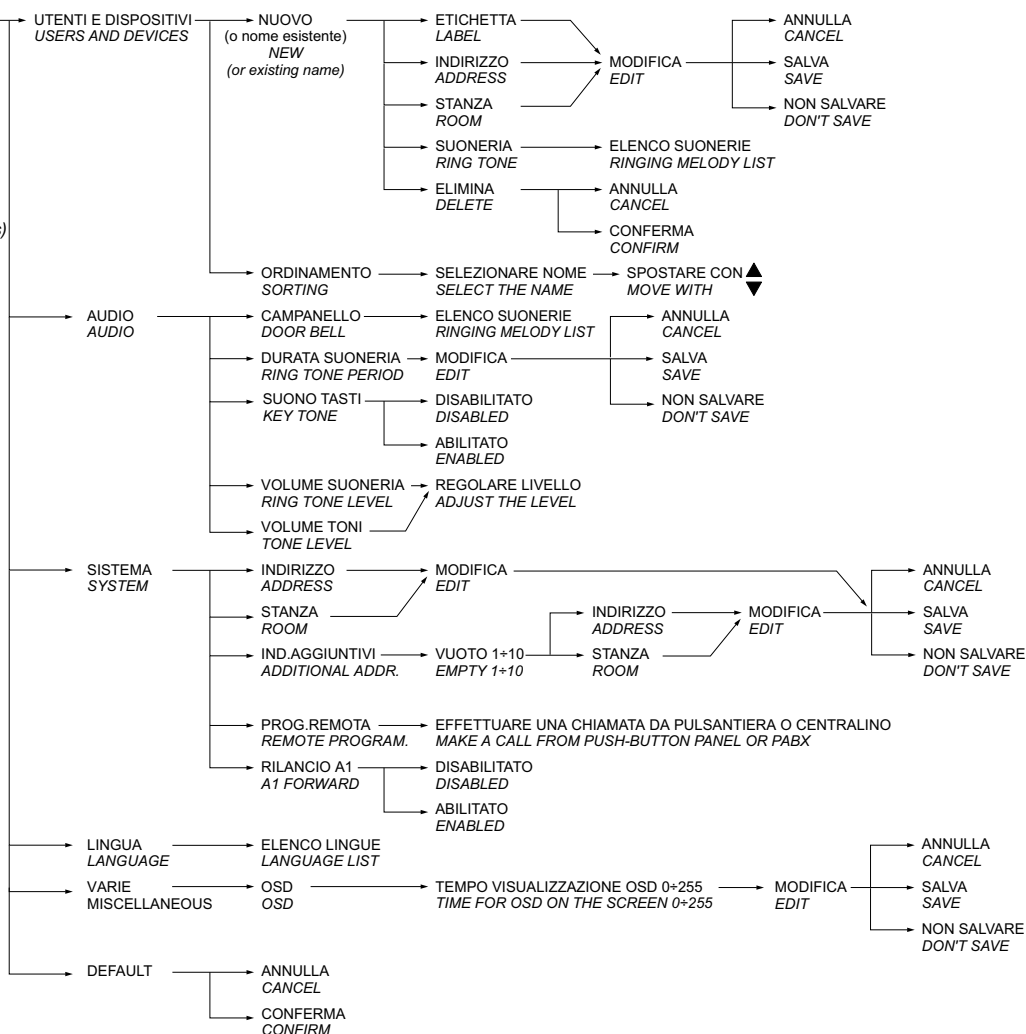 UTENTI E DISPOSITIVI
USERS AND DEVICES
NUOVO
(o nome esistente)
NEW
(or existing name)
ETICHETTA
LABEL
INDIRIZZO
ADDRESS
STANZA
ROOM
MODIFICA
EDIT
ANNULLA
CANCEL
SALVA
SAVE
NON SALVARE
DON'T SAVE
SUONERIA
RING TONE
ELENCO SUONERIE
RINGING MELODY LIST
ELIMINA
DELETE
ANNULLA
CANCEL
CONFERMA
CONFIRM
ORDINAMENTO
SORTING
SELEZIONARE NOME
SELECT THE NAME
SPOSTARE CON
MOVE WITH
AUDIO
AUDIO
CAMPANELLO
DOOR BELL
ELENCO SUONERIE
RINGING MELODY LIST
DURATA SUONERIA
RING TONE PERIOD
MODIFICA
EDIT
ANNULLA
CANCEL
SALVA
SAVE
NON SALVARE
DON'T SAVE
SUONO TASTI
KEY TONE
DISABILITATO
DISABLED
ABILITATO
ENABLED
VOLUME SUONERIA
RING TONE LEVEL
VOLUME TONI
TONE LEVEL
REGOLARE LIVELLO
ADJUST THE LEVEL
SISTEMA
SYSTEM
INDIRIZZO
ADDRESS
STANZA
ROOM
MODIFICA
EDIT
IND.AGGIUNTIVI
ADDITIONAL ADDR.
VUOTO 1÷10
EMPTY 1÷10
INDIRIZZO
ADDRESS
STANZA
ROOM
MODIFICA
EDIT
ANNULLA
CANCEL
SALVA
SAVE
NON SALVARE
DON'T SAVE
PROG.REMOTA
REMOTE PROGRAM.
EFFETTUARE UNA CHIAMATA DA PULSANTIERA O CENTRALINO
MAKE A CALL FROM PUSH-BUTTON PANEL OR PABX
RILANCIO A1
A1 FORWARD
DISABILITATO
DISABLED
ABILITATO
ENABLED
LINGUA
LANGUAGE
ELENCO LINGUE
LANGUAGE LIST
VARIE
MISCELLANEOUS
OSD
OSD
TEMPO VISUALIZZAZIONE OSD 0÷255
TIME FOR OSD ON THE SCREEN 0÷255
MODIFICA
EDIT
ANNULLA
CANCEL
SALVA
SAVE
NON SALVARE
DON'T SAVE
DEFAULT
ANNULLA
CANCEL
CONFERMA
CONFIRM